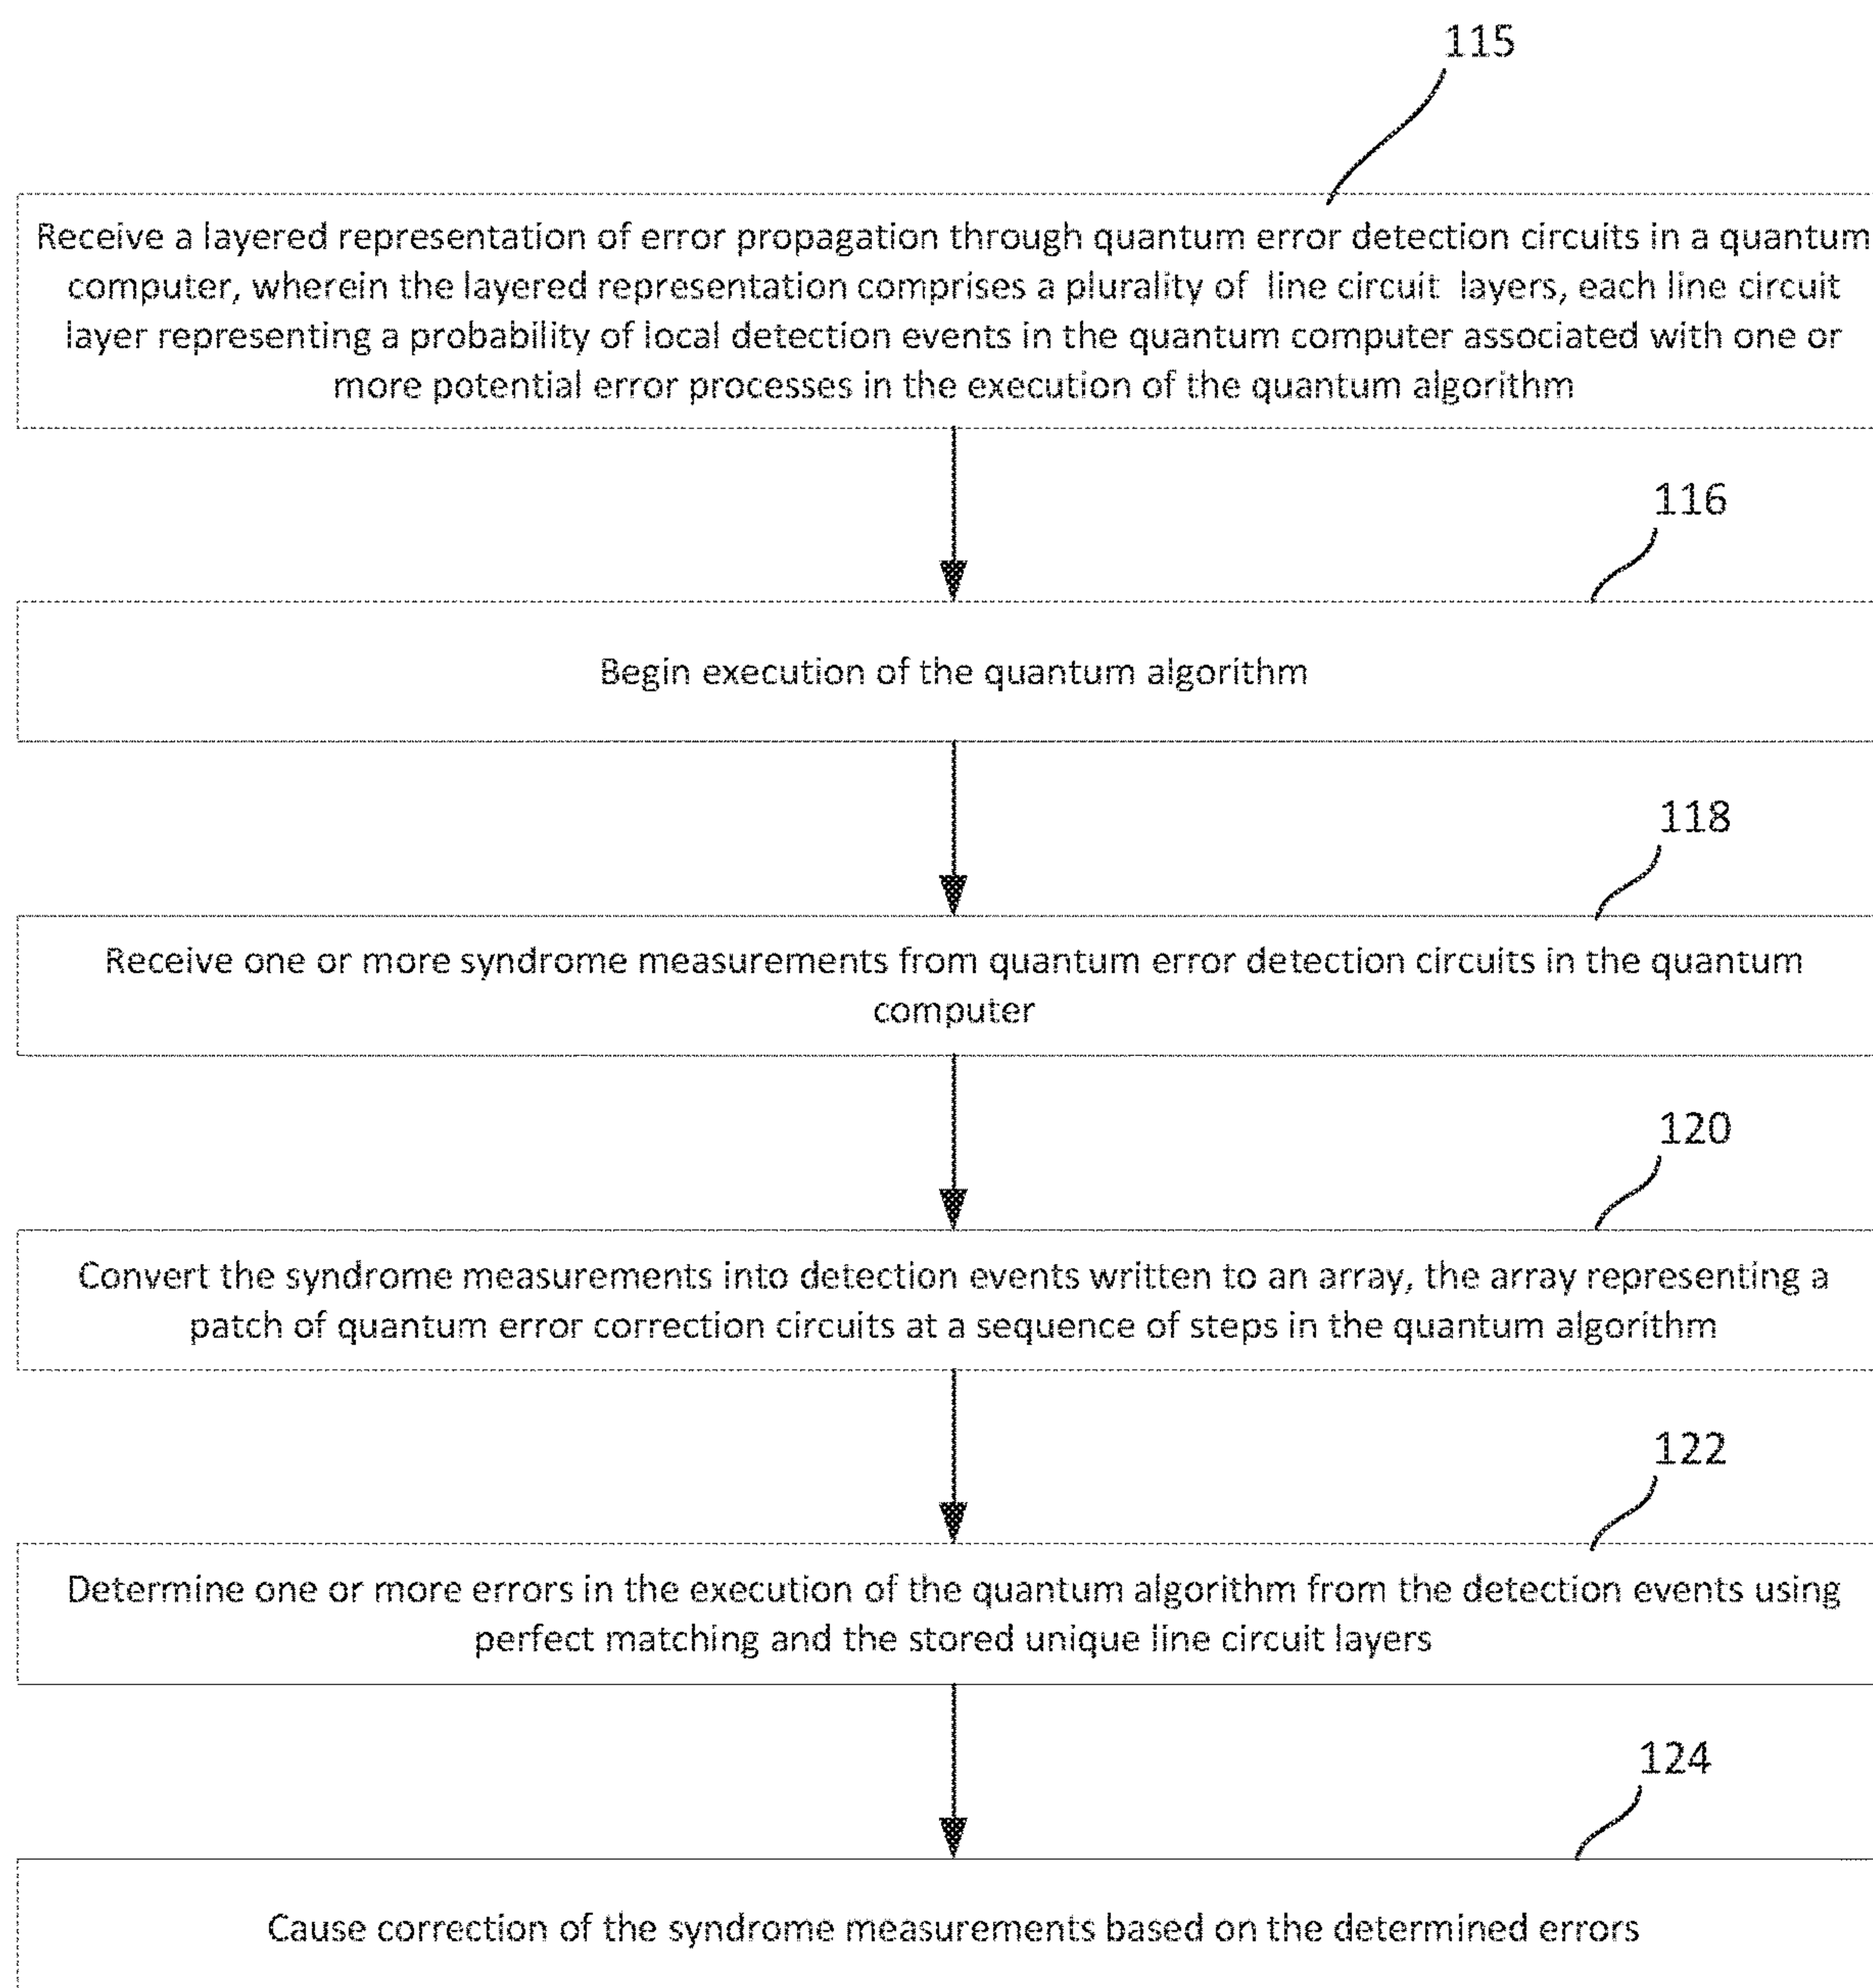 115
Receive a layered representation of error propagation through quantum error detection circuits in a quantum
computer, wherein the layered representation comprises a plurality of line circuit layers, each line circuit
layer representing a probability of local detection events in the quantum computer associated with one or
more potential error processes in the execution of the quantum algorithm
116
Begin execution of the quantum algorithm
118
Receive one or more syndrome measurements from quantum error detection circuits in the quantum
computer
120
Convert the syndrome measurements into detection events written to an array, the array representing a
patch of quantum error correction circuits at a sequence of steps in the quantum algorithm
122
Determine one or more errors in the execution of the quantum algorithm from the detection events using
perfect matching and the stored unique line circuit layers
124
Cause correction of the syndrome measurements based on the determined errors